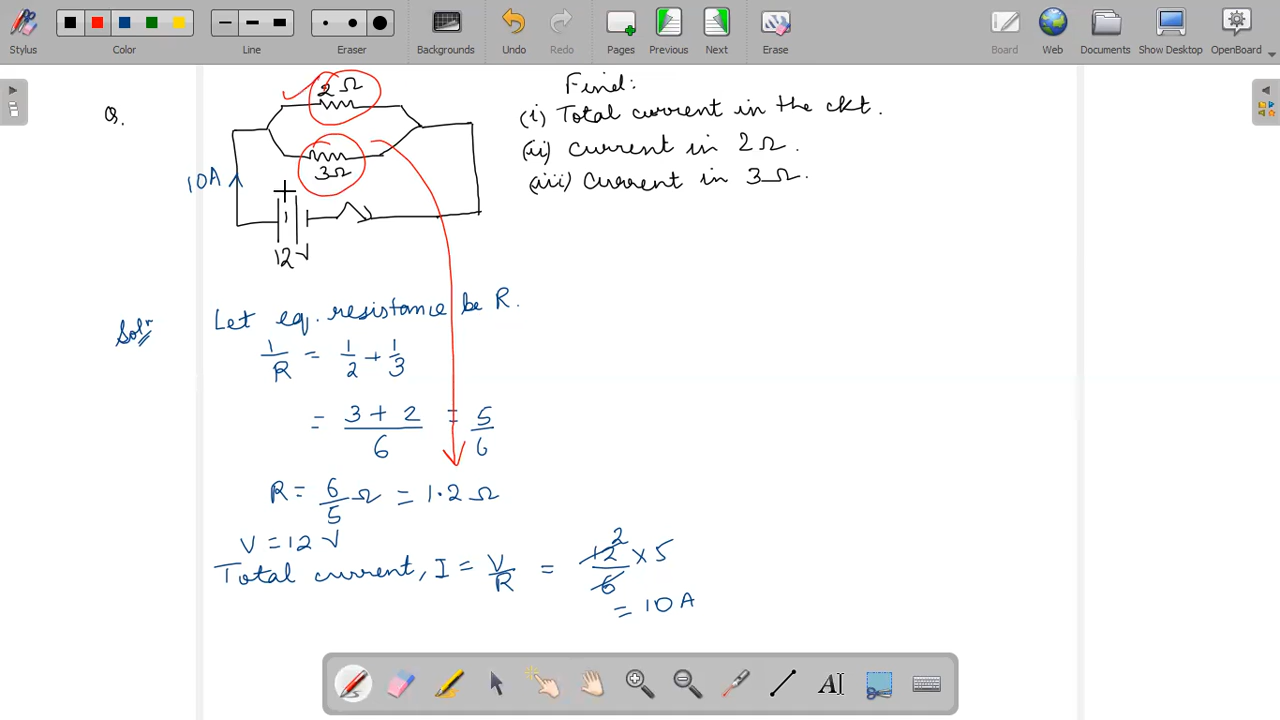 Stylus
Color
Line
Eraser
Backgrounds
Undo
Redo
Pages
Previous
Next
Erase
Board
Web
Documents
Show Desktop
OpenBoard
Q.
2Ω
3Ω
10A
12V
Find:
(i) Total current in the ckt.
(ii) Current in 2Ω.
(iii) Current in 3Ω.
Soln
Let eq. resistance be R.
1/R = 1/2 + 1/3
= 3+2/6 = 5/6
R = 6/5 Ω = 1.2 Ω
V = 12 V
Total current, I = V/R = 12/6 2 × 5
= 10 A